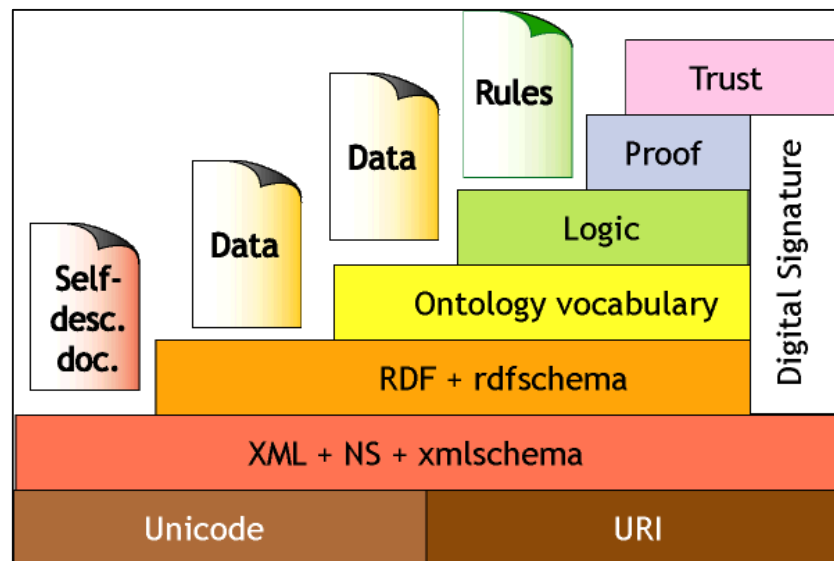 Rules
Trust
Data
Proof
Data
Logic
Self-
desc.
doc.
Ontology vocabulary
Digital Signature
RDF + rdfschema
XML + NS + xmlschema
Unicode
URI